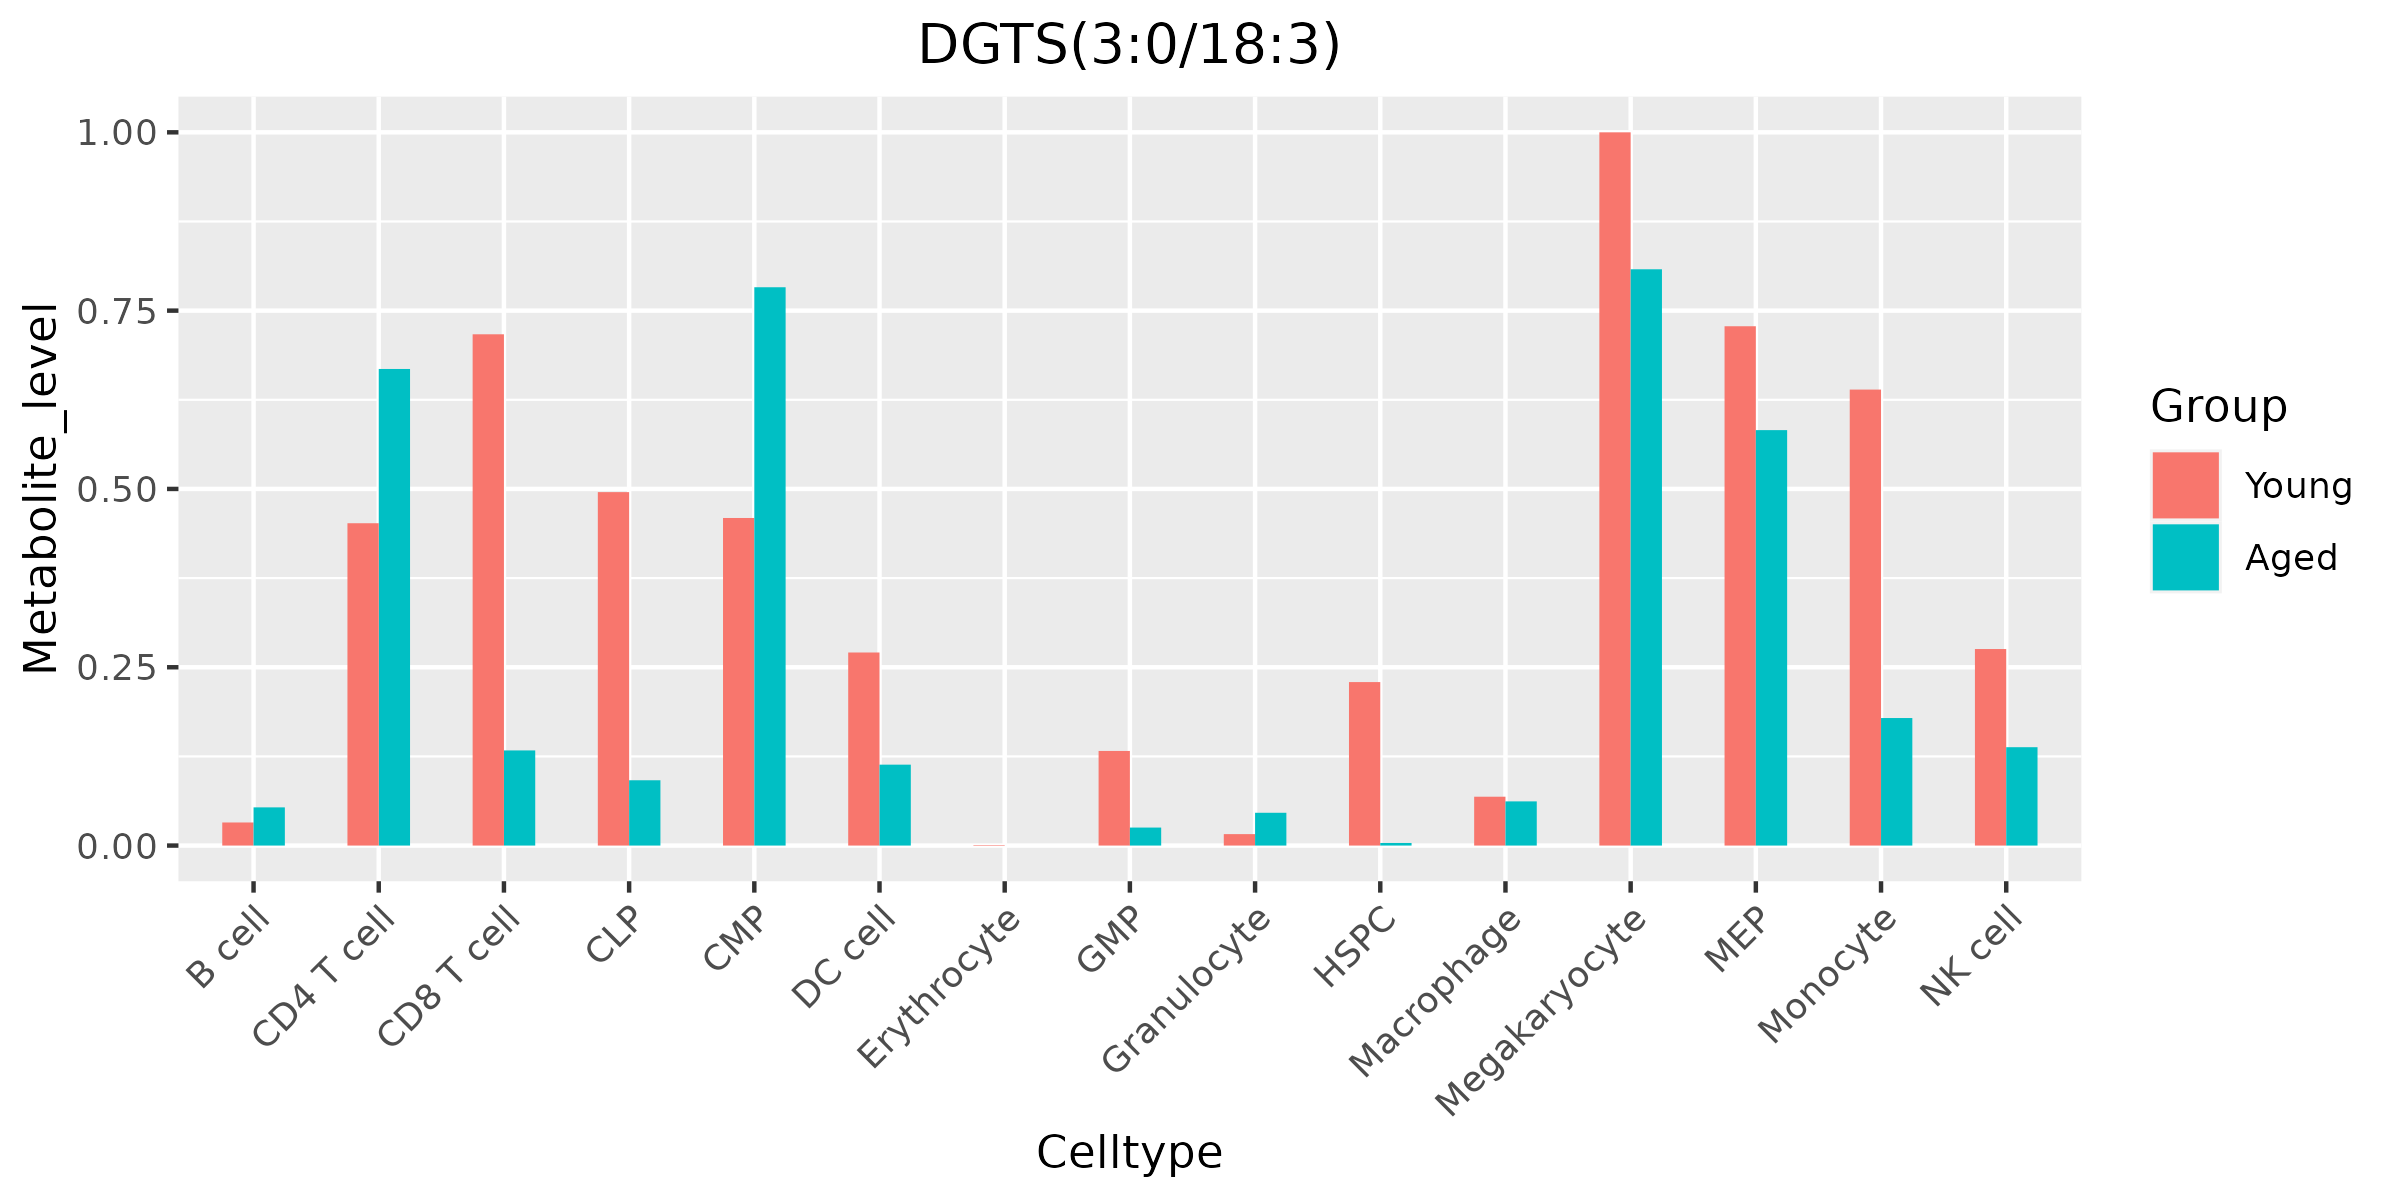 DGTS(3:0/18:3)
Metabolite_level
1.00
0.75
0.50
0.25
0.00
B cell
CD4 T cell
CD8 T cell
CLP
CMP
DC cell
Erythrocyte
GMP
Granulocyte
HSPC
Macrophage
Megakaryocyte
MEP
Monocyte
NK cell
Celltype
Group
Young
Aged